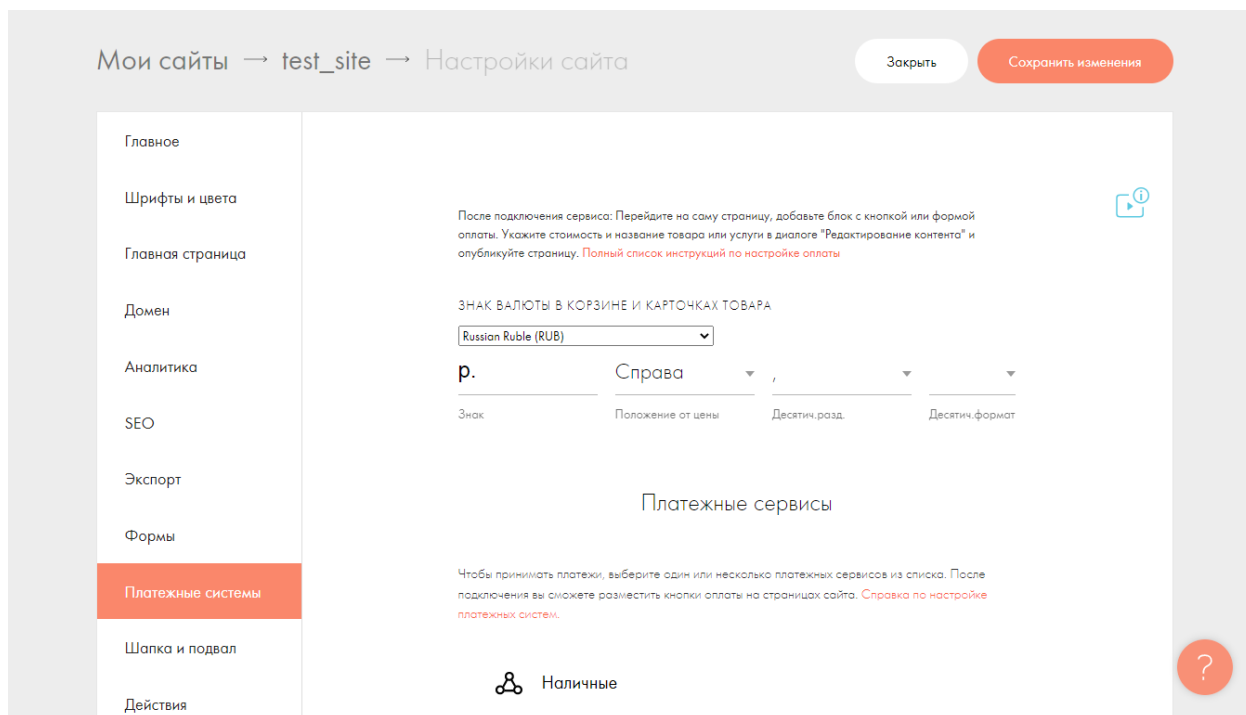 Мои сайты → test_site → Настройки сайта
Закрыть
Сохранить изменения
Главное
Шрифты и цвета
Главная страница
Домен
Аналитика
SEO
Экспорт
Формы
Платежные системы
Шапка и подвал
Действия
После подключения сервиса: Перейдите на саму страницу, добавьте блок с кнопкой или формой
оплаты. Укажите стоимость и название товара или услуги в диалоге "Редактирование контента" и
опубликуйте страницу. Полный список инструкций по настройке оплаты
ЗНАК ВАЛЮТЫ В КОРЗИНЕ И КАРТОЧКАХ ТОВАРА
Russian Ruble (RUB)
р. Справа ,
Знак Положение от цены Десятич.разд. Десятич.формат
Платежные сервисы
Чтобы принимать платежи, выберите один или несколько платежных сервисов из списка. После
подключения вы сможете разместить кнопки оплаты на страницах сайта. Справка по настройке
платежных систем.
Наличные
?